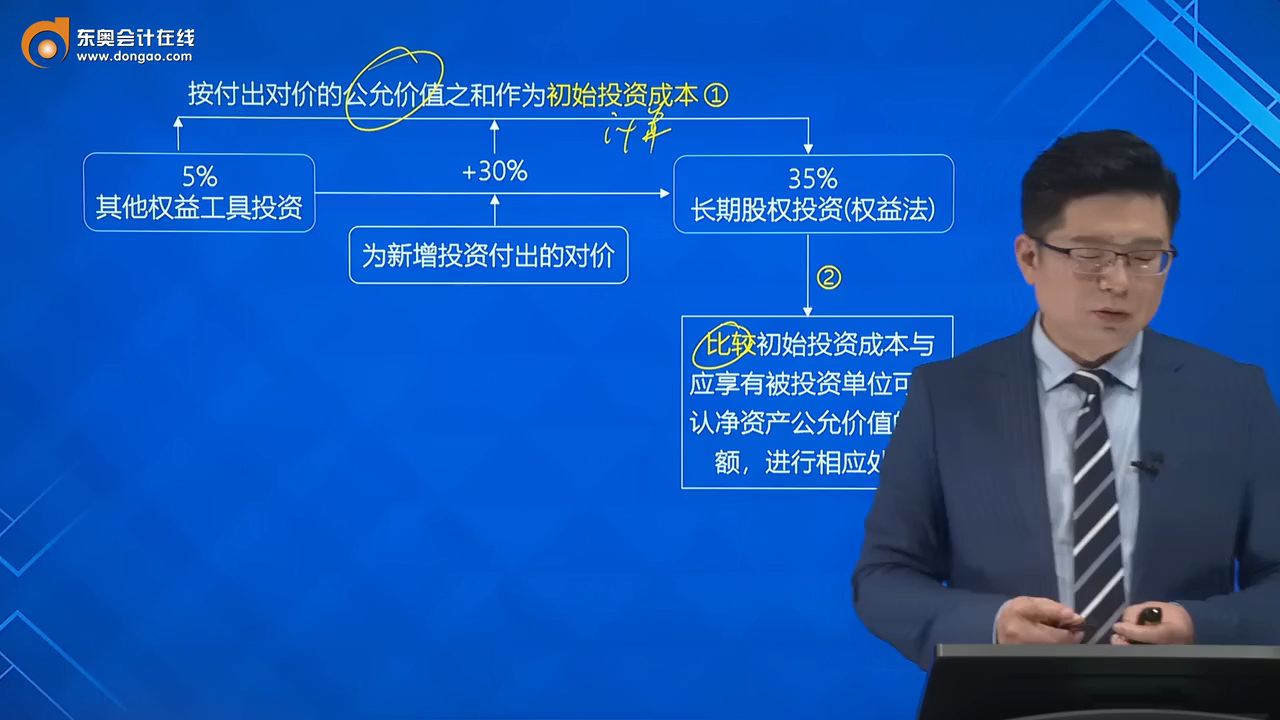 东奥会计在线
www.dongao.com
按付出对价的公允价值之和作为初始投资成本①
计算
5%
其他权益工具投资
+30%
为新增投资付出的对价
35%
长期股权投资(权益法)
②
比较初始投资成本与
应享有被投资单位可
认净资产公允价值
额，进行相应处